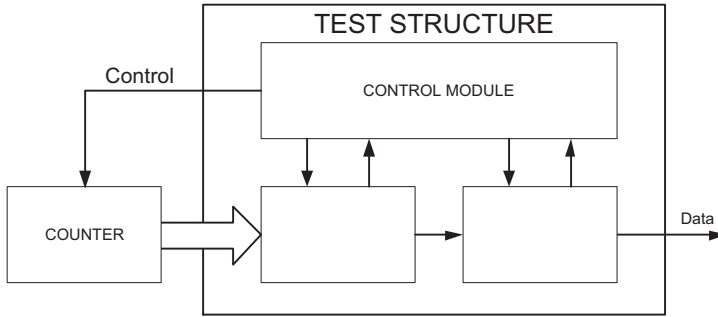 TEST STRUCTURE
Control
CONTROL MODULE
COUNTER
Data